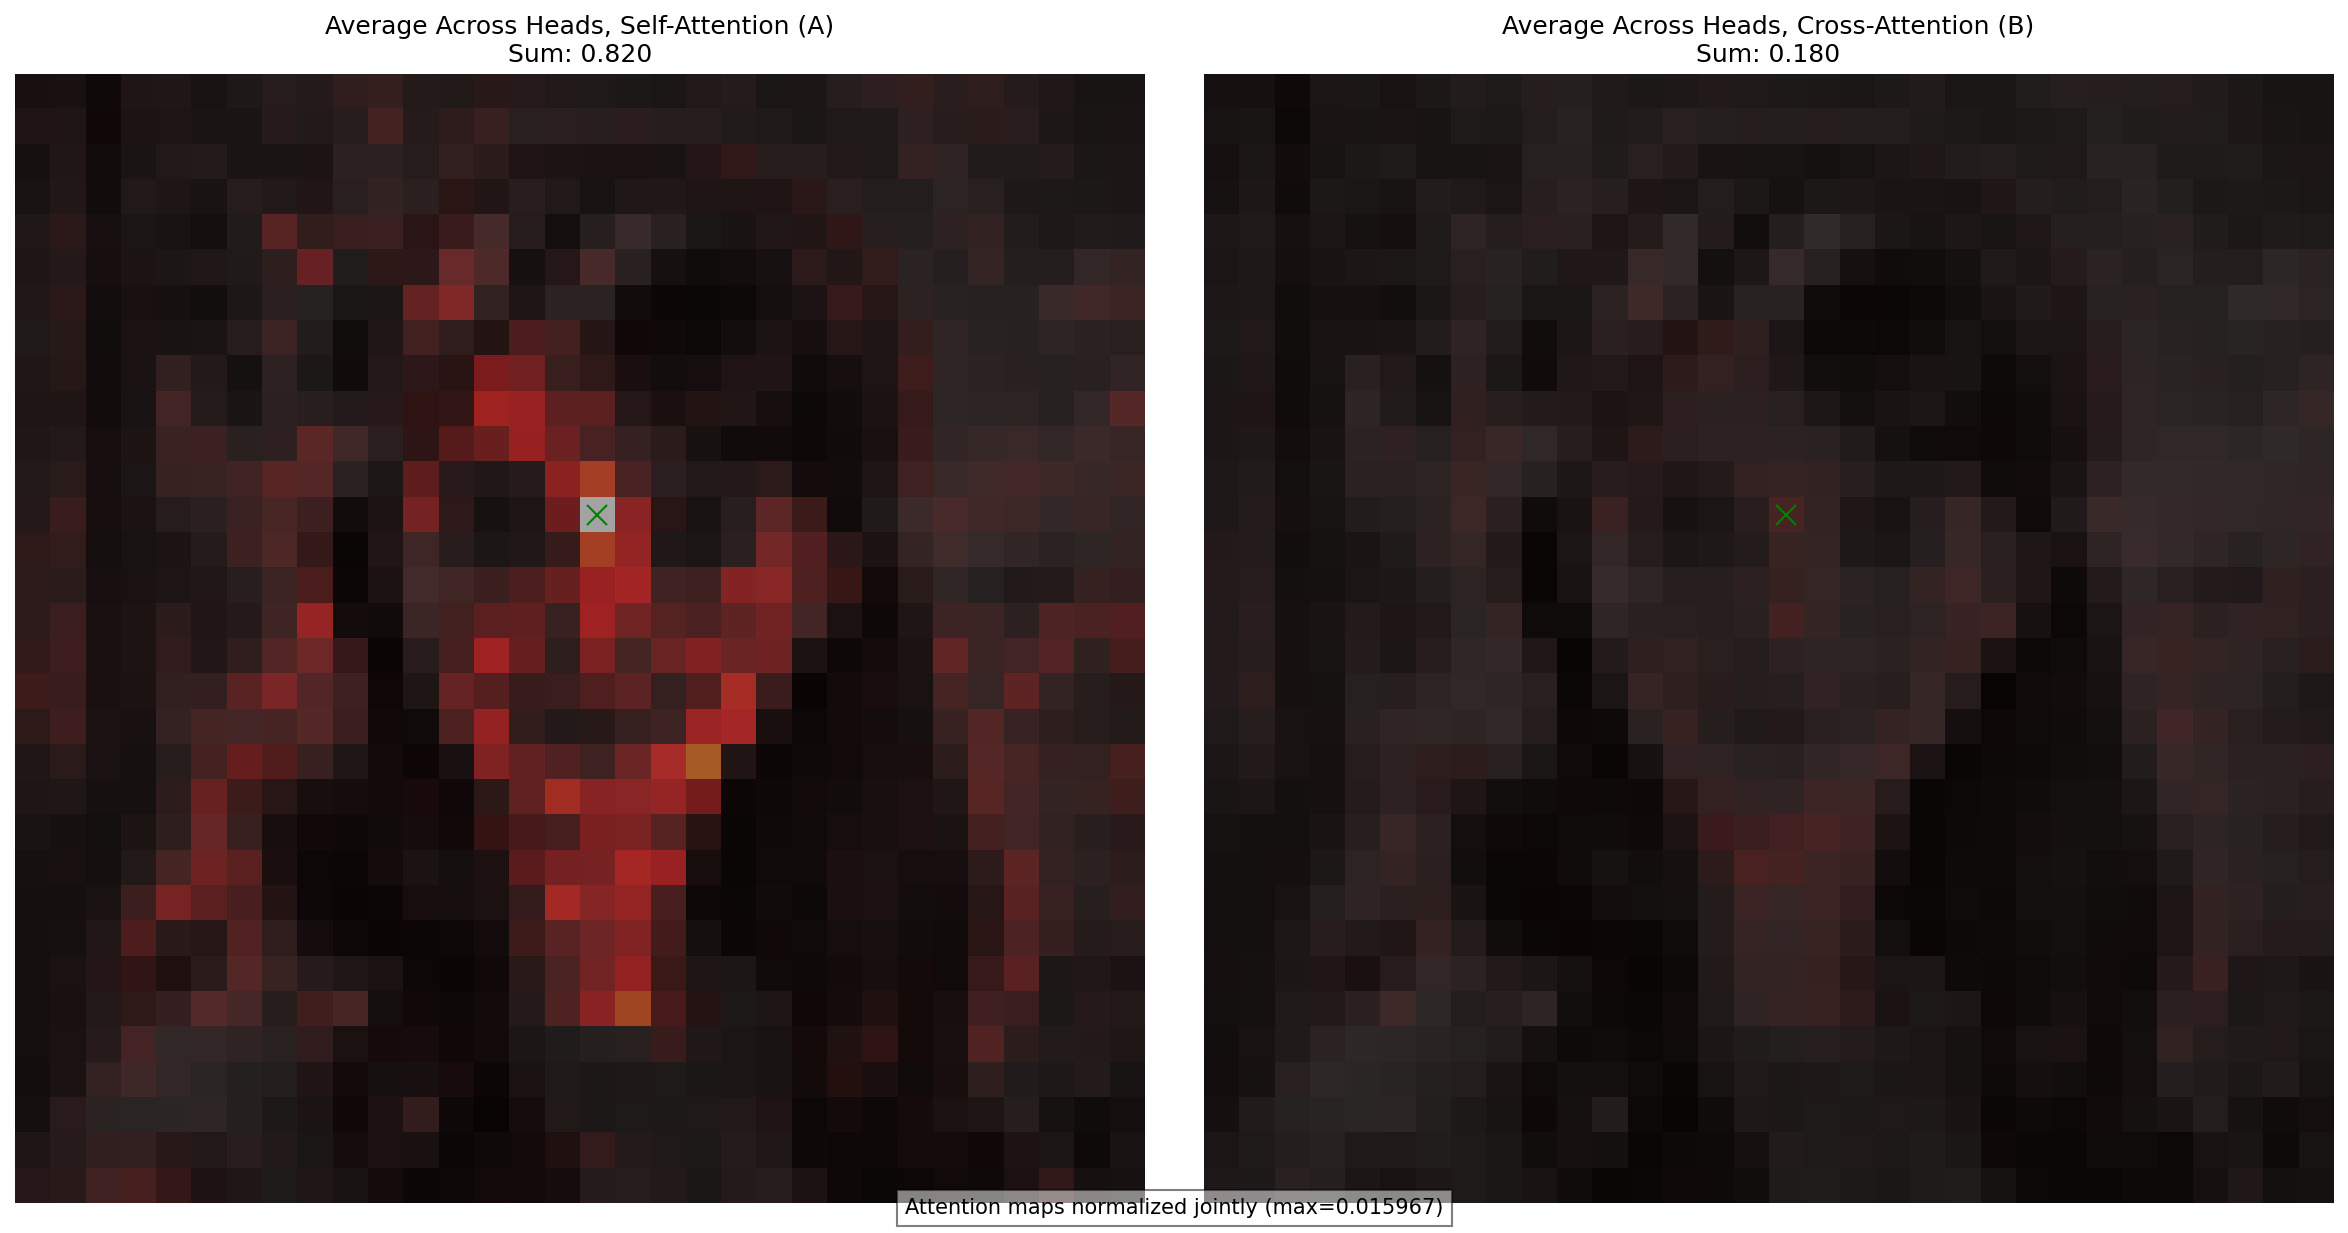 Average Across Heads, Self-Attention (A)
Sum: 0.820
Average Across Heads, Cross-Attention (B)
Sum: 0.180
Attention maps normalized jointly (max=0.015967)